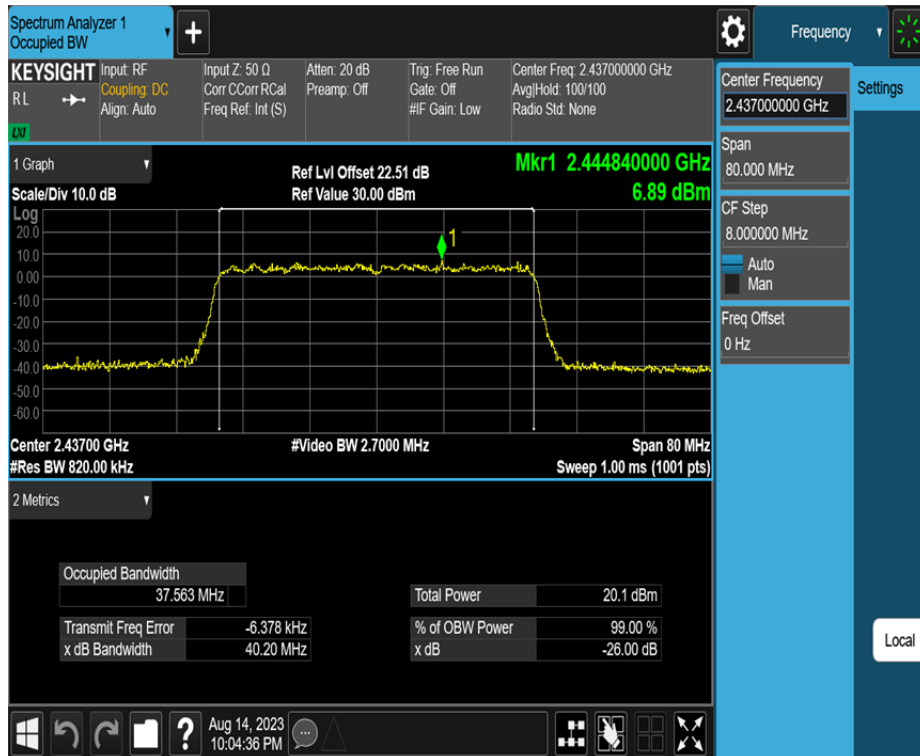 Spectrum Analyzer 1
Occupied BW
Frequency
KEYSIGHT
R L
LXI
Input: RF
Coupling: DC
Align: Auto
Input Z: 50 Ω
Corr CCorr RCal
Freq Ref: Int (S)
Atten: 20 dB
Preamp: Off
Trig: Free Run
Gate: Off
#IF Gain: Low
Center Freq: 2.437000000 GHz
Avg|Hold: 100/100
Radio Std: None
Center Frequency
2.437000000 GHz
Settings
Span
80.000 MHz
CF Step
8.000000 MHz
Auto
Man
Freq Offset
0 Hz
Local
1 Graph
Scale/Div 10.0 dB
Ref Lvl Offset 22.51 dB
Ref Value 30.00 dBm
Mkr1 2.444840000 GHz
6.89 dBm
Log
20.0
10.0
0.00
-10.0
-20.0
-30.0
-40.0
-50.0
-60.0
1
Center 2.43700 GHz
#Res BW 820.00 kHz
#Video BW 2.7000 MHz
Span 80 MHz
Sweep 1.00 ms (1001 pts)
2 Metrics
Occupied Bandwidth
37.563 MHz
Total Power 20.1 dBm
Transmit Freq Error -6.378 kHz
% of OBW Power 99.00 %
x dB Bandwidth 40.20 MHz
x dB -26.00 dB
?
Aug 14, 2023
10:04:36 PM